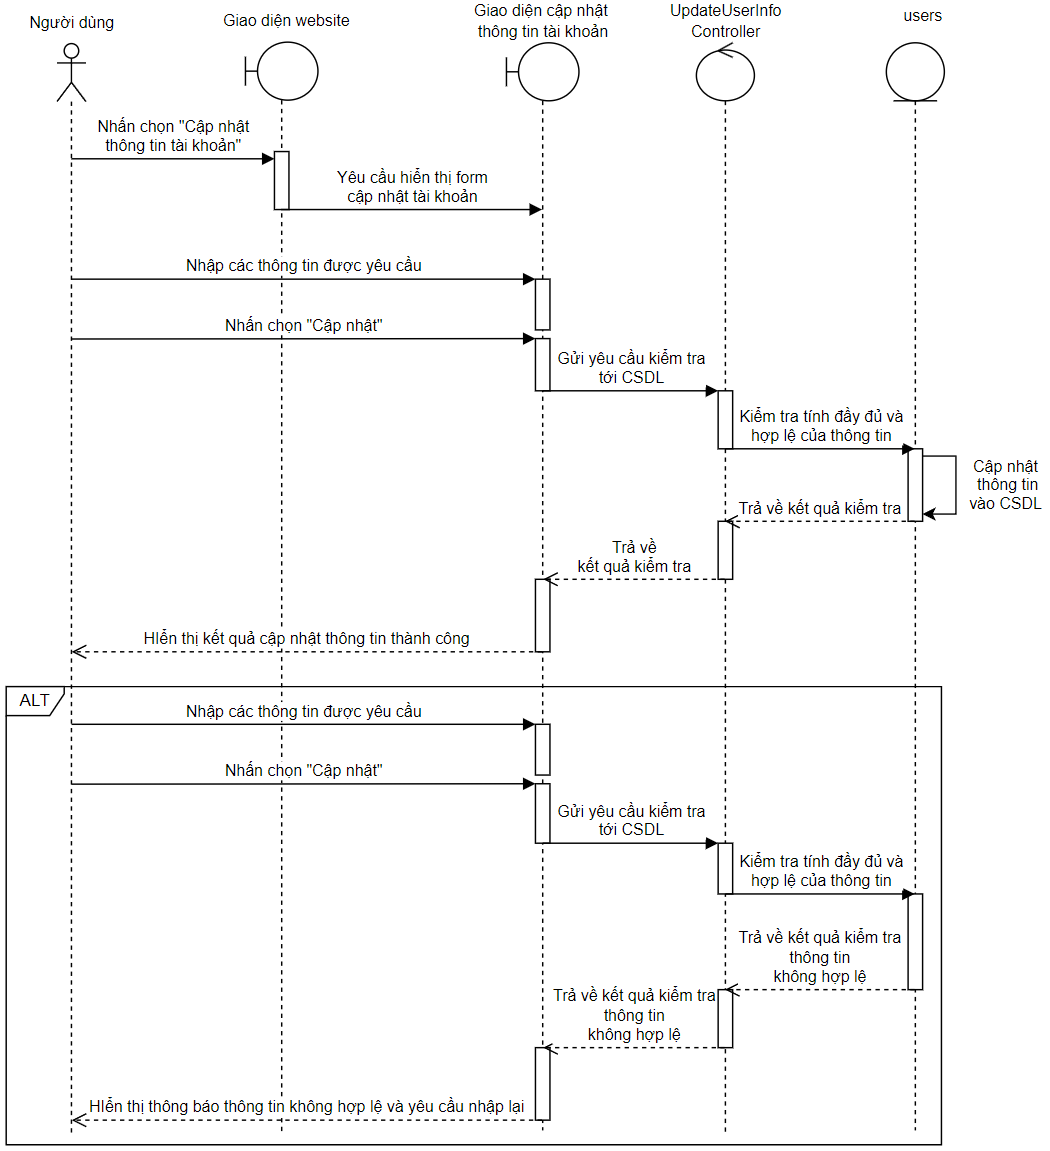 Người dùng
Giao diện website
Giao diện cập nhật
thông tin tài khoản
UpdateUserInfo
Controller
users
Nhấn chọn "Cập nhật
thông tin tài khoản"
Yêu cầu hiển thị form
cập nhật tài khoản
Nhập các thông tin được yêu cầu
Nhấn chọn "Cập nhật"
Gửi yêu cầu kiểm tra
tới CSDL
Kiểm tra tính đầy đủ và
hợp lệ của thông tin
Cập nhật
thông tin
vào CSDL
Trả về kết quả kiểm tra
Trả về
kết quả kiểm tra
HIển thị kết quả cập nhật thông tin thành công
ALT
Nhập các thông tin được yêu cầu
Nhấn chọn "Cập nhật"
Gửi yêu cầu kiểm tra
tới CSDL
Kiểm tra tính đầy đủ và
hợp lệ của thông tin
Trả về kết quả kiểm tra
thông tin
không hợp lệ
Trả về kết quả kiểm tra
thông tin
không hợp lệ
HIển thị thông báo thông tin không hợp lệ và yêu cầu nhập lại